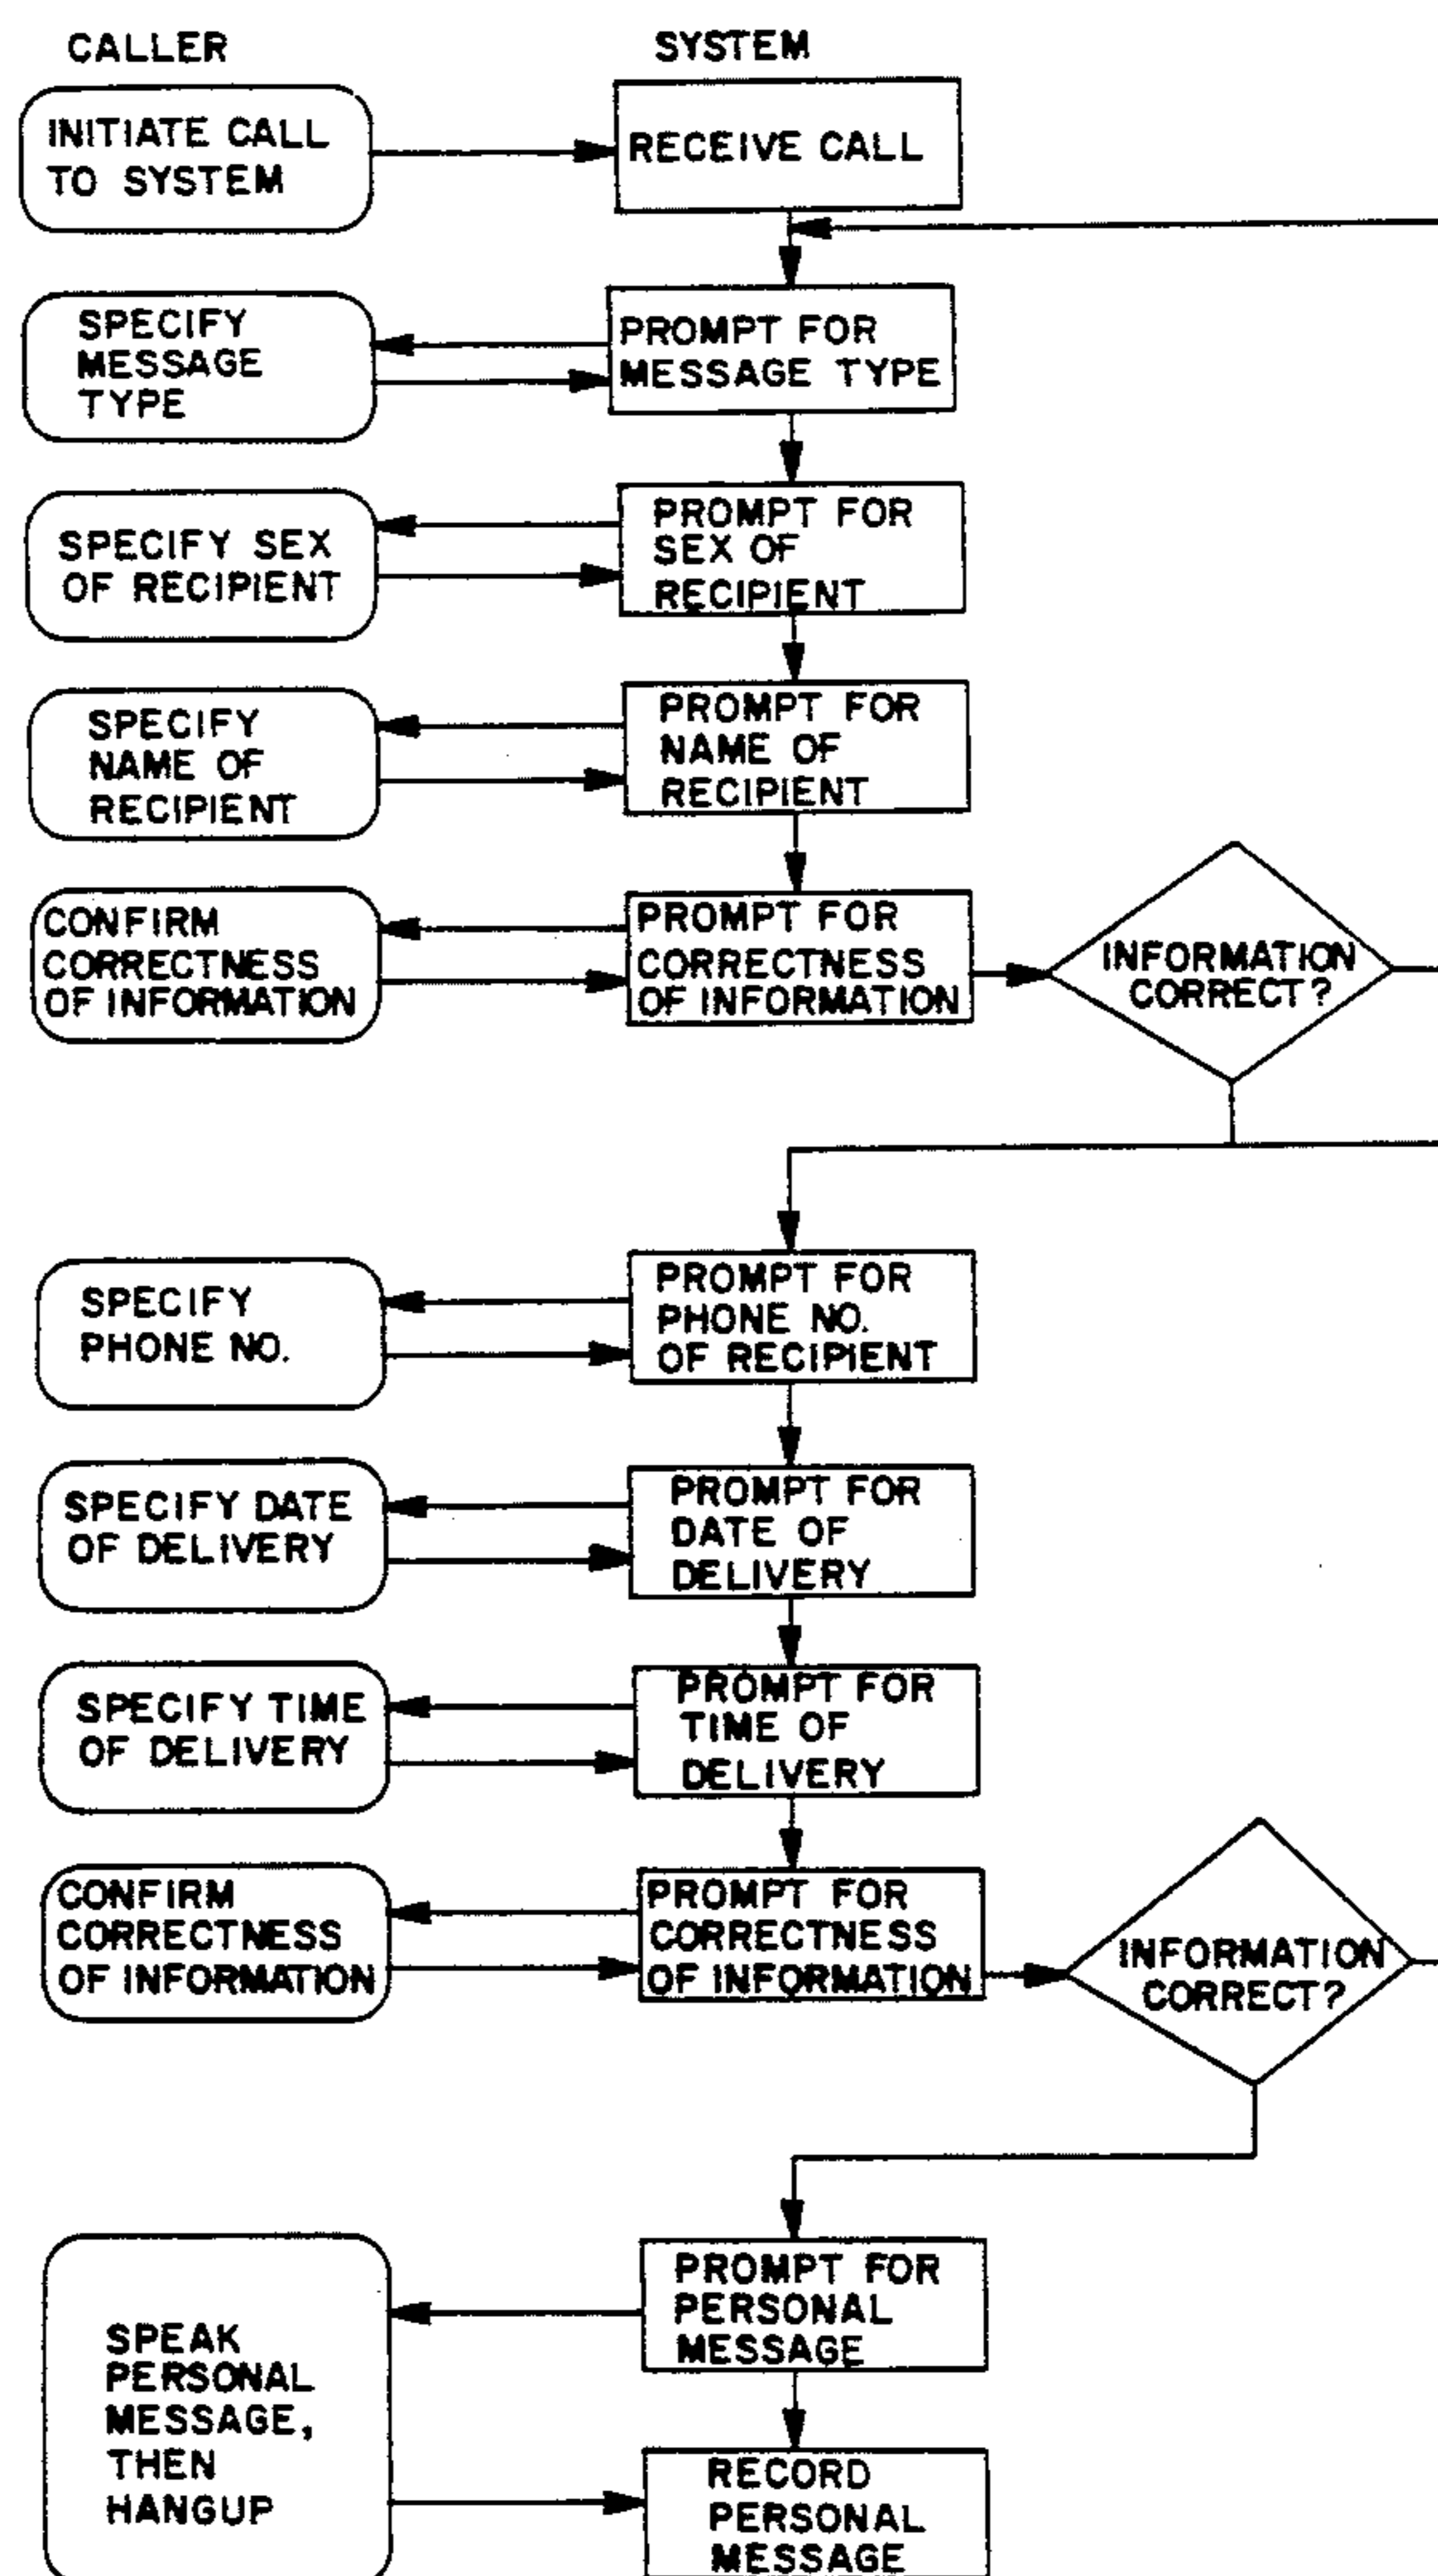 CALLER
SYSTEM
INITIATE CALL
TO SYSTEM
RECEIVE CALL
SPECIFY
MESSAGE
TYPE
PROMPT FOR
MESSAGE TYPE
SPECIFY SEX
OF RECIPIENT
PROMPT FOR
SEX OF
RECIPIENT
SPECIFY
NAME OF
RECIPIENT
PROMPT FOR
NAME OF
RECIPIENT
CONFIRM
CORRECTNESS
OF INFORMATION
PROMPT FOR
CORRECTNESS
OF INFORMATION
INFORMATION
CORRECT?
SPECIFY
PHONE NO.
PROMPT FOR
PHONE NO.
OF RECIPIENT
SPECIFY DATE
OF DELIVERY
PROMPT FOR
DATE OF
DELIVERY
SPECIFY TIME
OF DELIVERY
PROMPT FOR
TIME OF
DELIVERY
CONFIRM
CORRECTNESS
OF INFORMATION
PROMPT FOR
CORRECTNESS
OF INFORMATION
INFORMATION
CORRECT?
PROMPT FOR
PERSONAL
MESSAGE
SPEAK
PERSONAL
MESSAGE,
THEN
HANGUP
RECORD
PERSONAL
MESSAGE